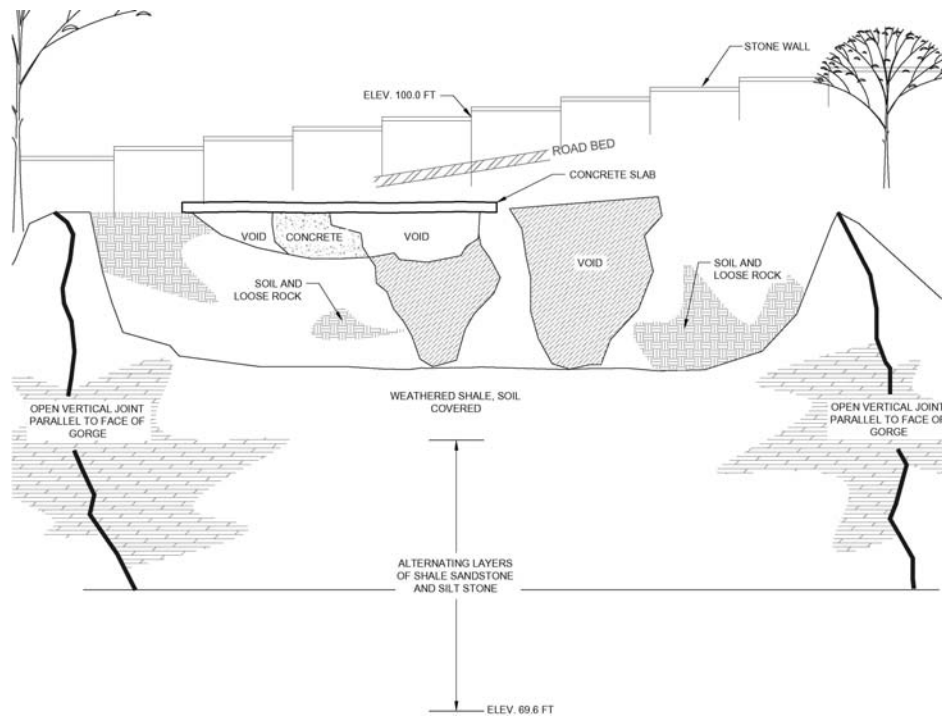 STONE WALL
ELEV. 100.0 FT
ROAD BED
CONCRETE SLAB
VOID
CONCRETE
VOID
VOID
SOIL AND
LOOSE ROCK
SOIL AND
LOOSE ROCK
WEATHERED SHALE, SOIL
COVERED
OPEN VERTICAL JOINT
PARALLEL TO FACE OF
GORGE
OPEN VERTICAL JOINT
PARALLEL TO FACE OF
GORGE
ALTERNATING LAYERS
OF SHALE SANDSTONE
AND SILT STONE
ELEV. 69.6 FT